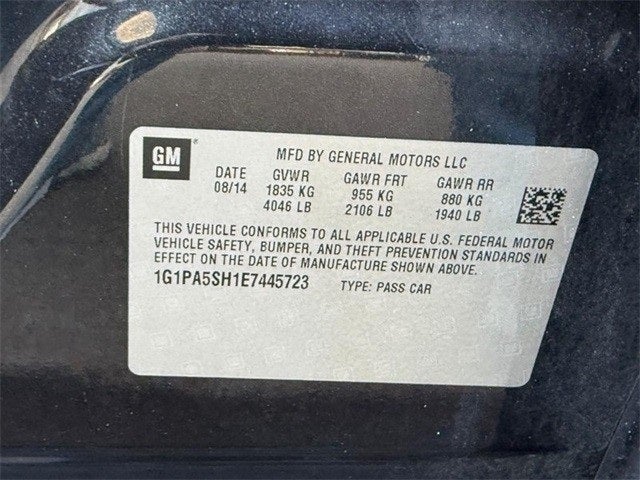 GM MFD BY GENERAL MOTORS LLC
DATE GVWR GAWR FRT GAWR RR
08/14 1835 KG 955 KG 880 KG
4046 LB 2106 LB 1940 LB
THIS VEHICLE CONFORMS TO ALL APPLICABLE U.S. FEDERAL MOTOR
VEHICLE SAFETY, BUMPER, AND THEFT PREVENTION STANDARDS IN
EFFECT ON THE DATE OF MANUFACTURE SHOWN ABOVE.
1G1PA5SH1E7445723 TYPE: PASS CAR